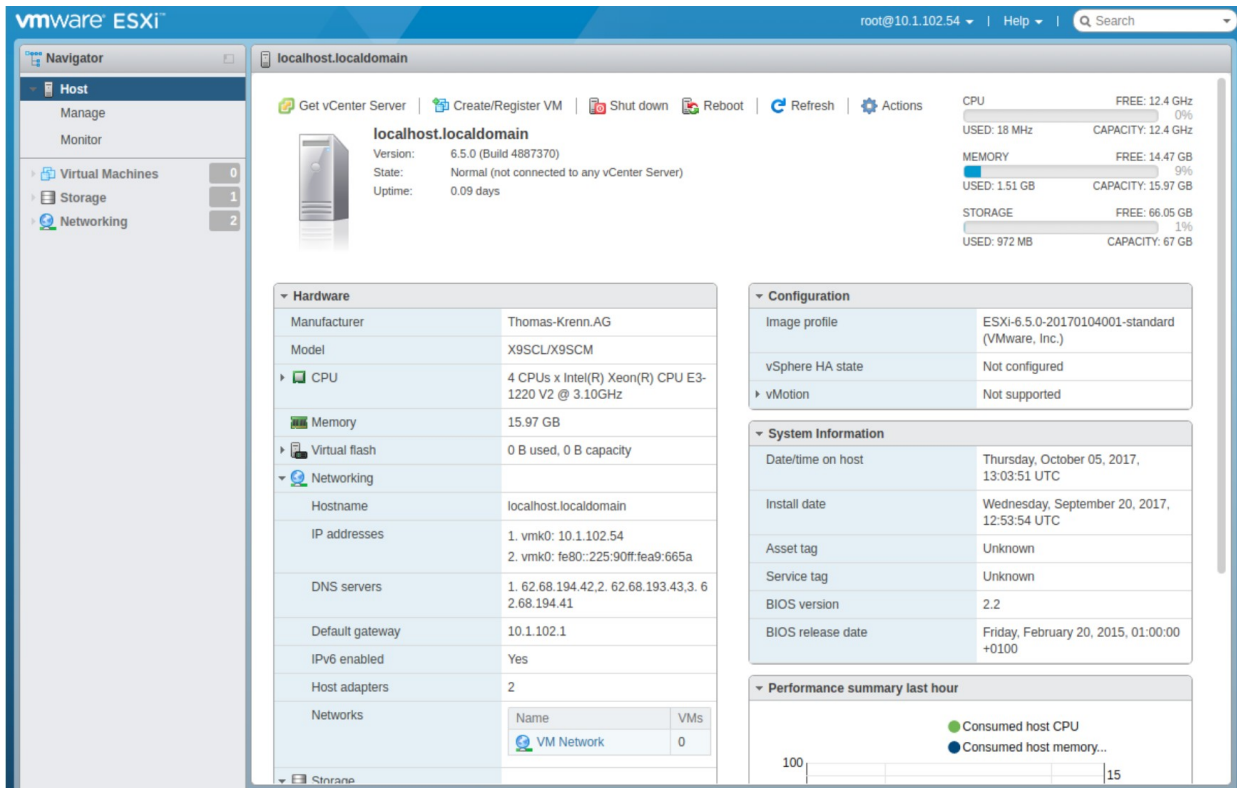 vmware ESXi™
root@10.1.102.54 | Help | Search
Navigator
Host
Manage
Monitor
Virtual Machines 0
Storage 1
Networking 2
localhost.localdomain
Get vCenter Server | Create/Register VM | Shut down Reboot | Refresh | Actions
localhost.localdomain
Version: 6.5.0 (Build 4887370)
State: Normal (not connected to any vCenter Server)
Uptime: 0.09 days
CPU FREE: 12.4 GHz
0%
USED: 18 MHz CAPACITY: 12.4 GHz
MEMORY FREE: 14.47 GB
9%
USED: 1.51 GB CAPACITY: 15.97 GB
STORAGE FREE: 66.05 GB
1%
USED: 972 MB CAPACITY: 67 GB
Hardware
Manufacturer Thomas-Krenn.AG
Model X9SCL/X9SCM
CPU 4 CPUs x Intel(R) Xeon(R) CPU E3-
1220 V2 @ 3.10GHz
Memory 15.97 GB
Virtual flash 0 B used, 0 B capacity
Networking
Hostname localhost.localdomain
IP addresses 1. vmk0: 10.1.102.54
2. vmk0: fe80::225:90ff:fea9:665a
DNS servers 1. 62.68.194.42,2. 62.68.193.43,3. 6
2.68.194.41
Default gateway 10.1.102.1
IPv6 enabled Yes
Host adapters 2
Networks Name VMs
VM Network 0
Storage
Configuration
Image profile ESXi-6.5.0-20170104001-standard
(VMware, Inc.)
vSphere HA state Not configured
vMotion Not supported
System Information
Date/time on host Thursday, October 05, 2017,
13:03:51 UTC
Install date Wednesday, September 20, 2017,
12:53:54 UTC
Asset tag Unknown
Service tag Unknown
BIOS version 2.2
BIOS release date Friday, February 20, 2015, 01:00:00
+0100
Performance summary last hour
Consumed host CPU
Consumed host memory...
100
15